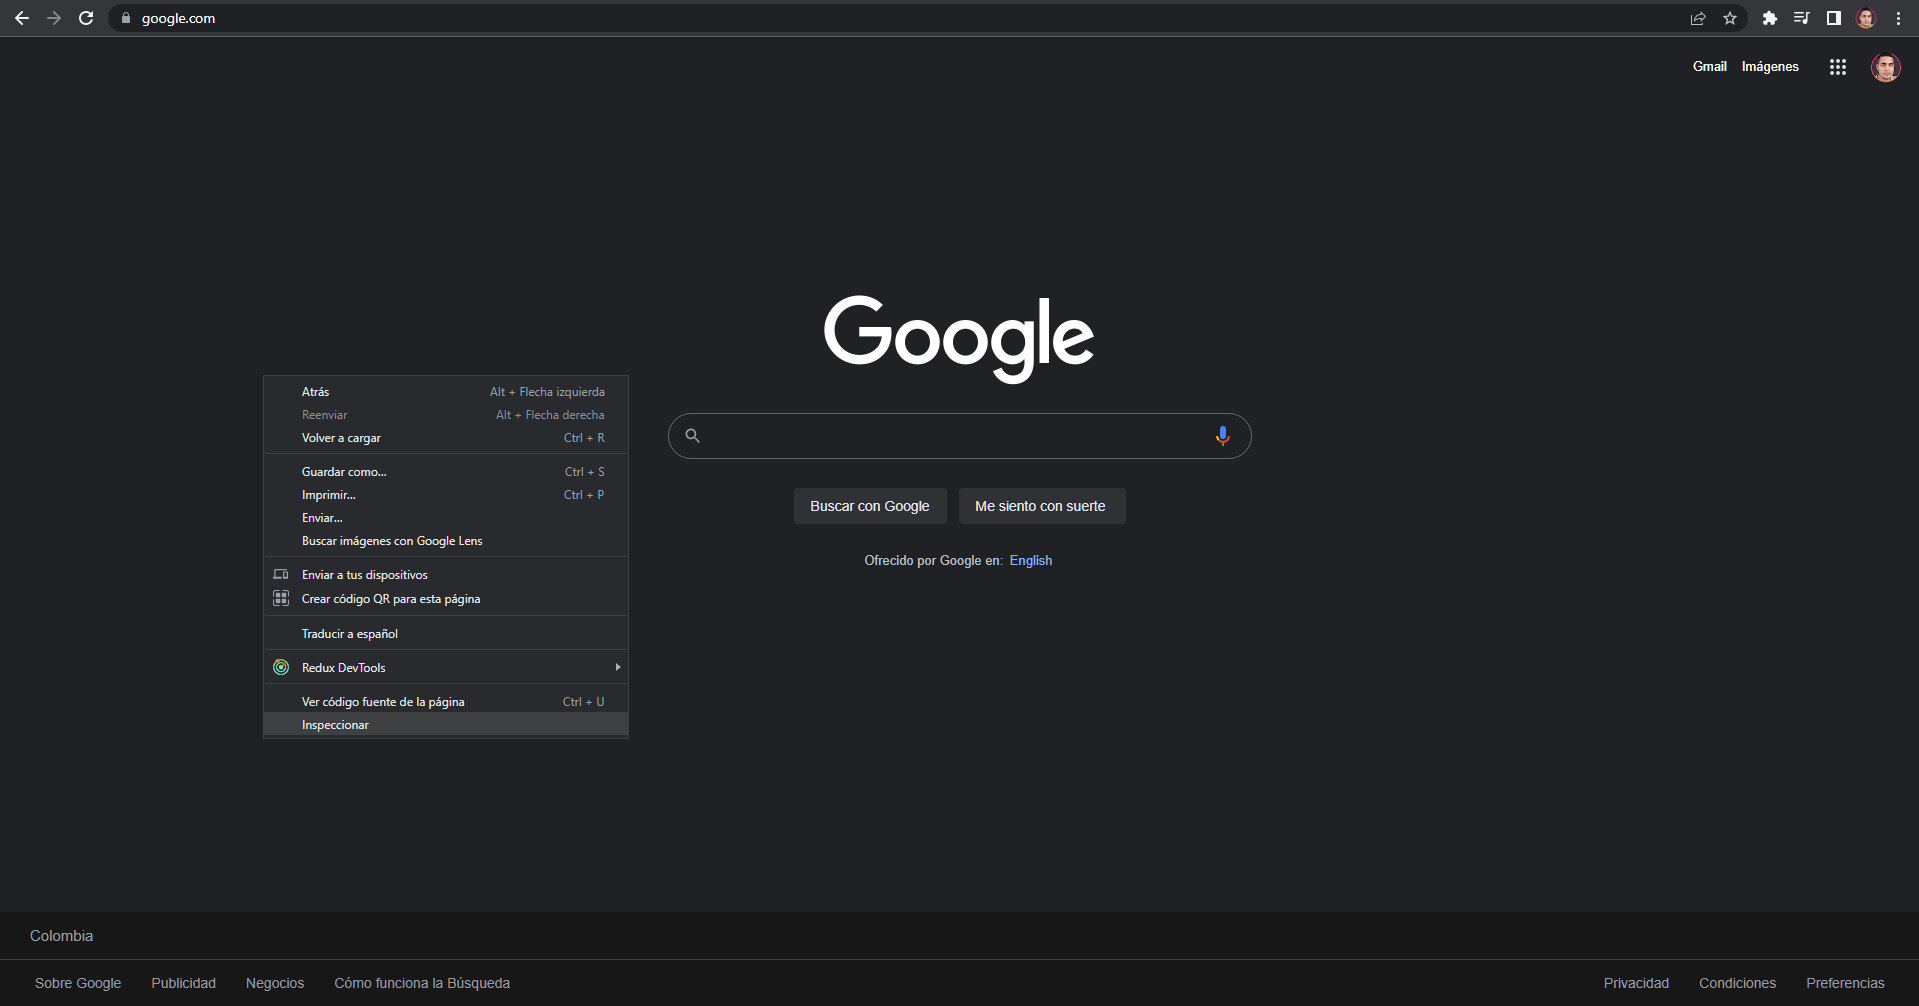 google.com
Gmail Imágenes
Google
Atrás Alt + Flecha izquierda
Reenviar Alt + Flecha derecha
Volver a cargar Ctrl + R
Guardar como... Ctrl + S
Imprimir... Ctrl + P
Enviar...
Buscar imágenes con Google Lens
Enviar a tus dispositivos
Crear código QR para esta página
Traducir a español
Redux DevTools
Ver código fuente de la página Ctrl + U
Inspeccionar
Buscar con Google Me siento con suerte
Ofrecido por Google en: English
Colombia
Sobre Google Publicidad Negocios Cómo funciona la Búsqueda Privacidad Condiciones Preferencias